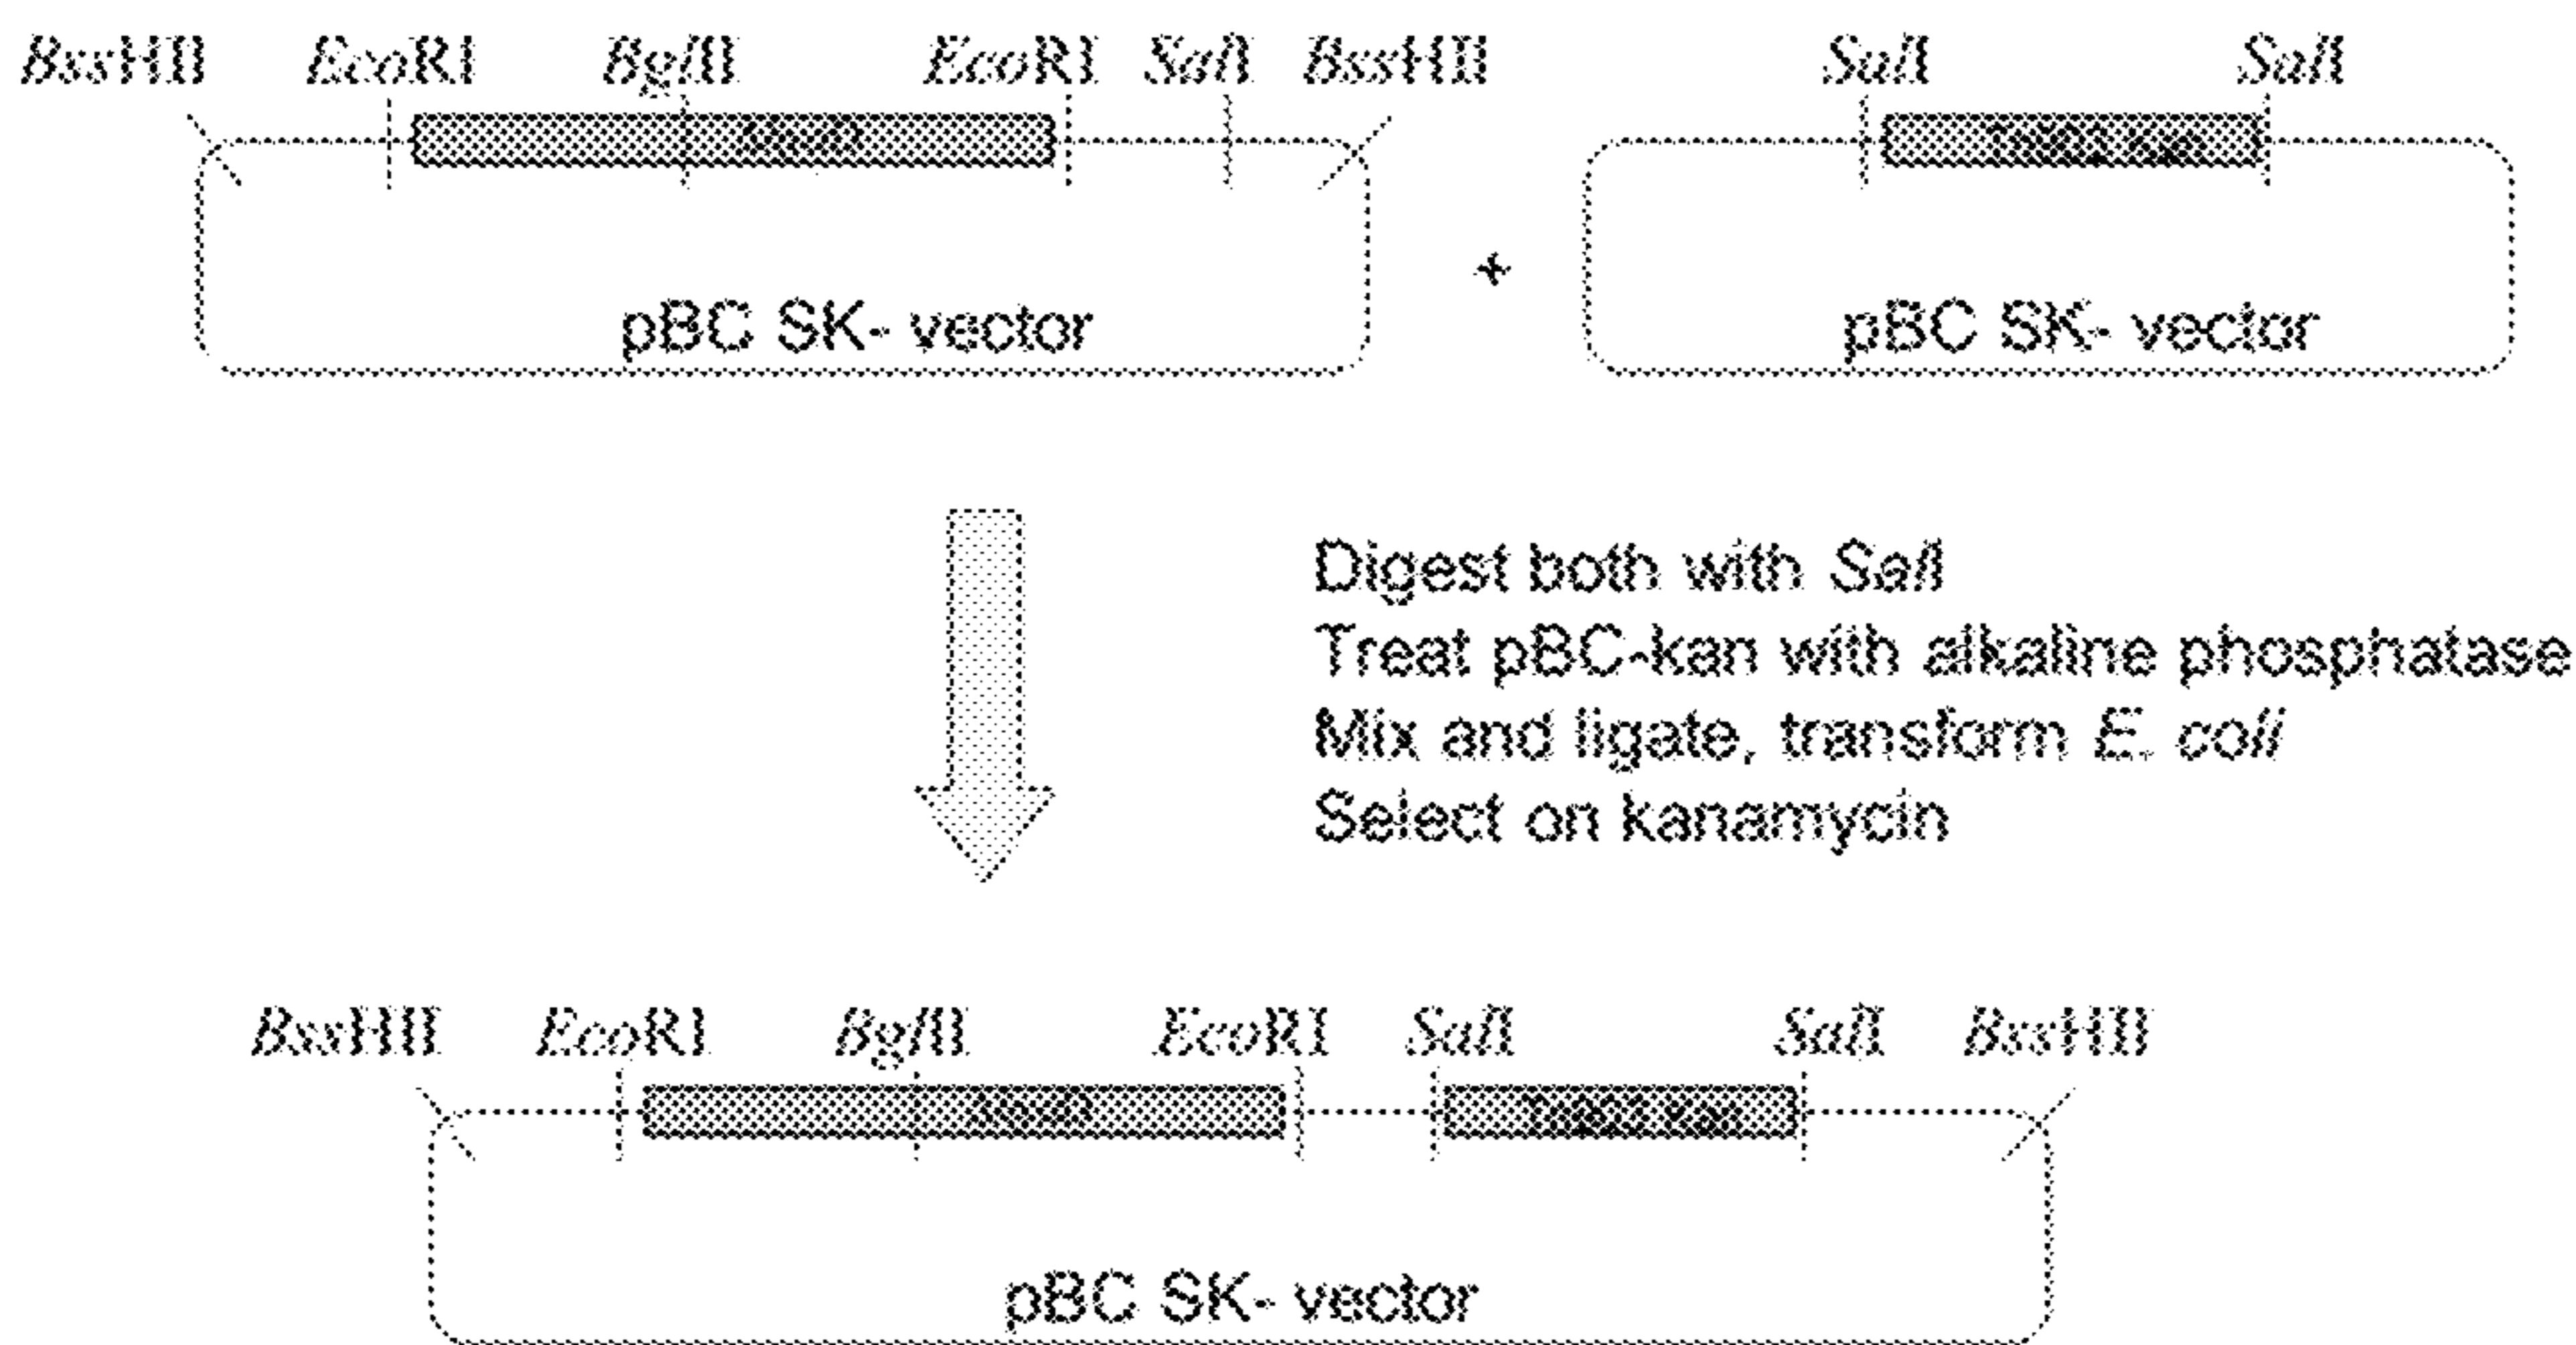 BssHII EcoRI BglII EcoRI SalI BssHII SalI SalI
+
pBC SK- vector pBC SK- vector
Digest both with SalI
Treat pBC-kan with alkaline phosphatase
Mix and ligate, transform E. coli
Select on kanamycin
BssHII EcoRI BglII EcoRI SalI SalI BssHII
pBC SK- vector